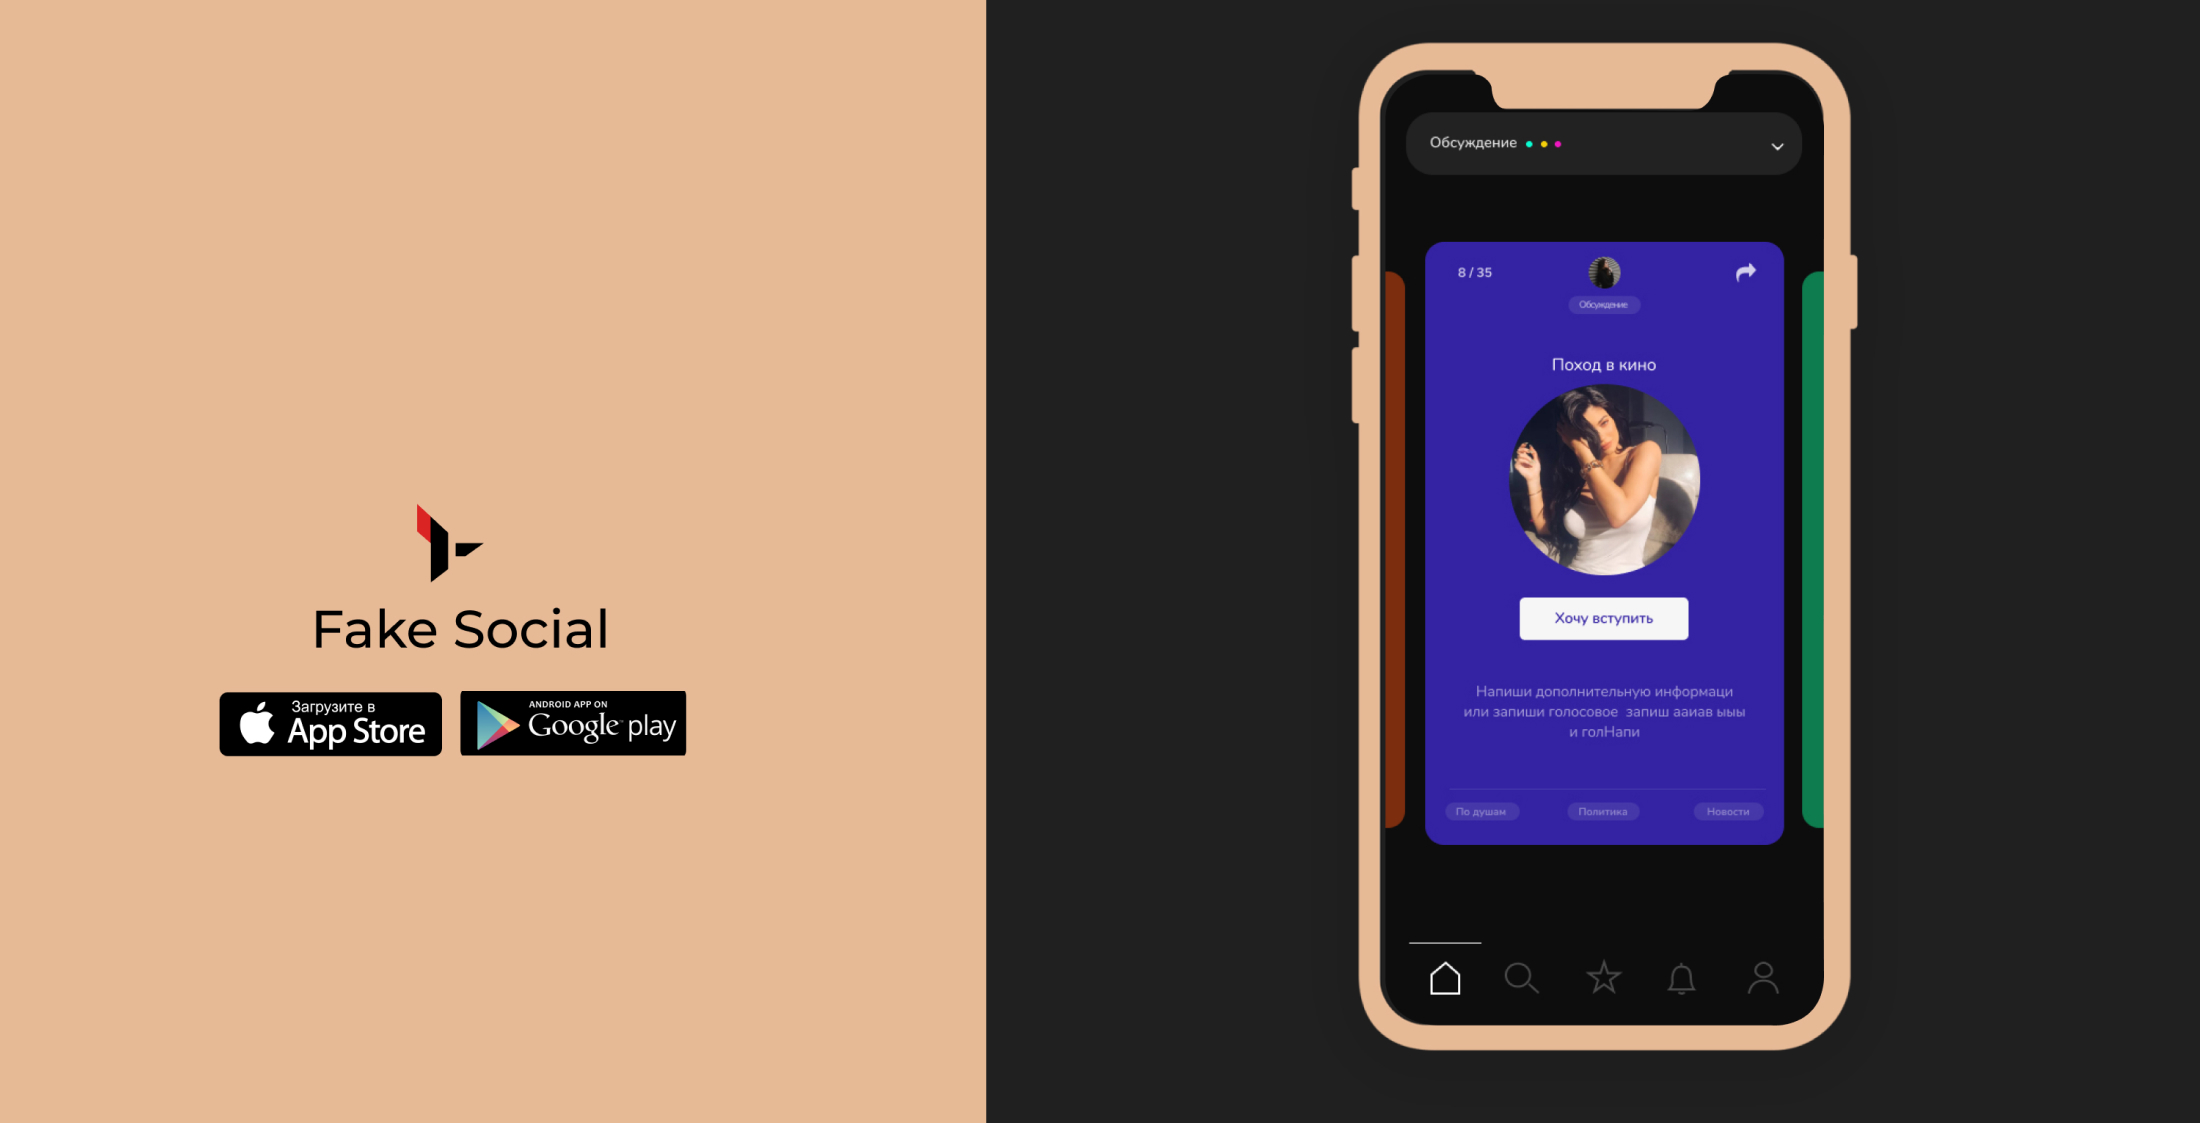 Fake Social
Загрузите в
App Store
ANDROID APP ON
Google play
Обсуждение
8 / 35
Обсуждение
Поход в кино
Хочу вступить
Напиши дополнительную информаци
или запиши голосовое запиш ааиав ыыы
и голНапи
По душам
Политика
Новости